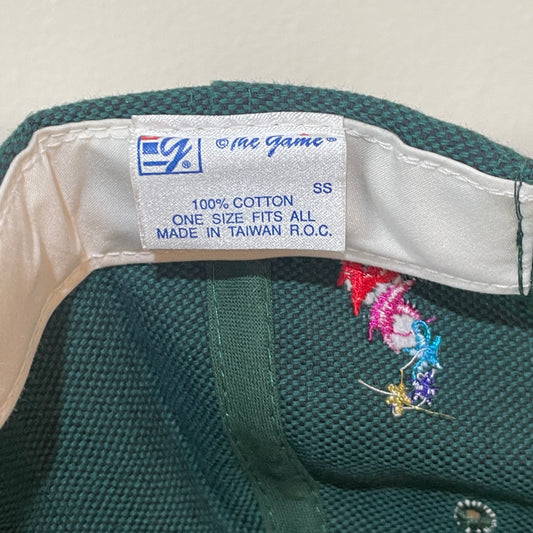 g ©The Game®
SS
100% COTTON
ONE SIZE FITS ALL
MADE IN TAIWAN R.O.C.